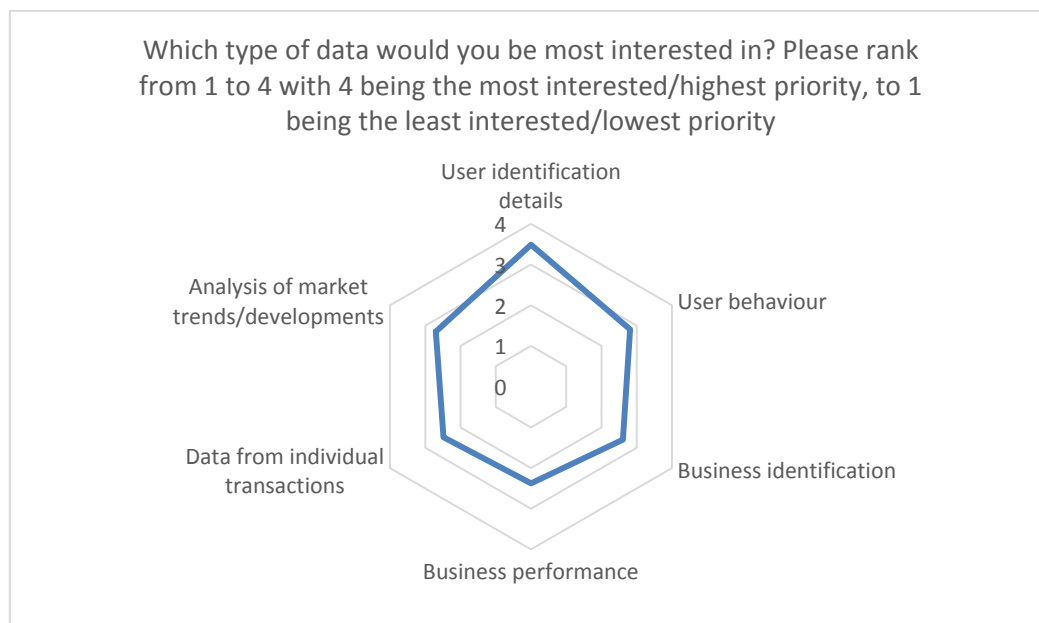 Which type of data would you be most interested in? Please rank
from 1 to 4 with 4 being the most interested/highest priority, to 1
being the least interested/lowest priority
User identification
details
4
3
2
1
0
User behaviour
Business identification
Business performance
Data from individual
transactions
Analysis of market
trends/developments